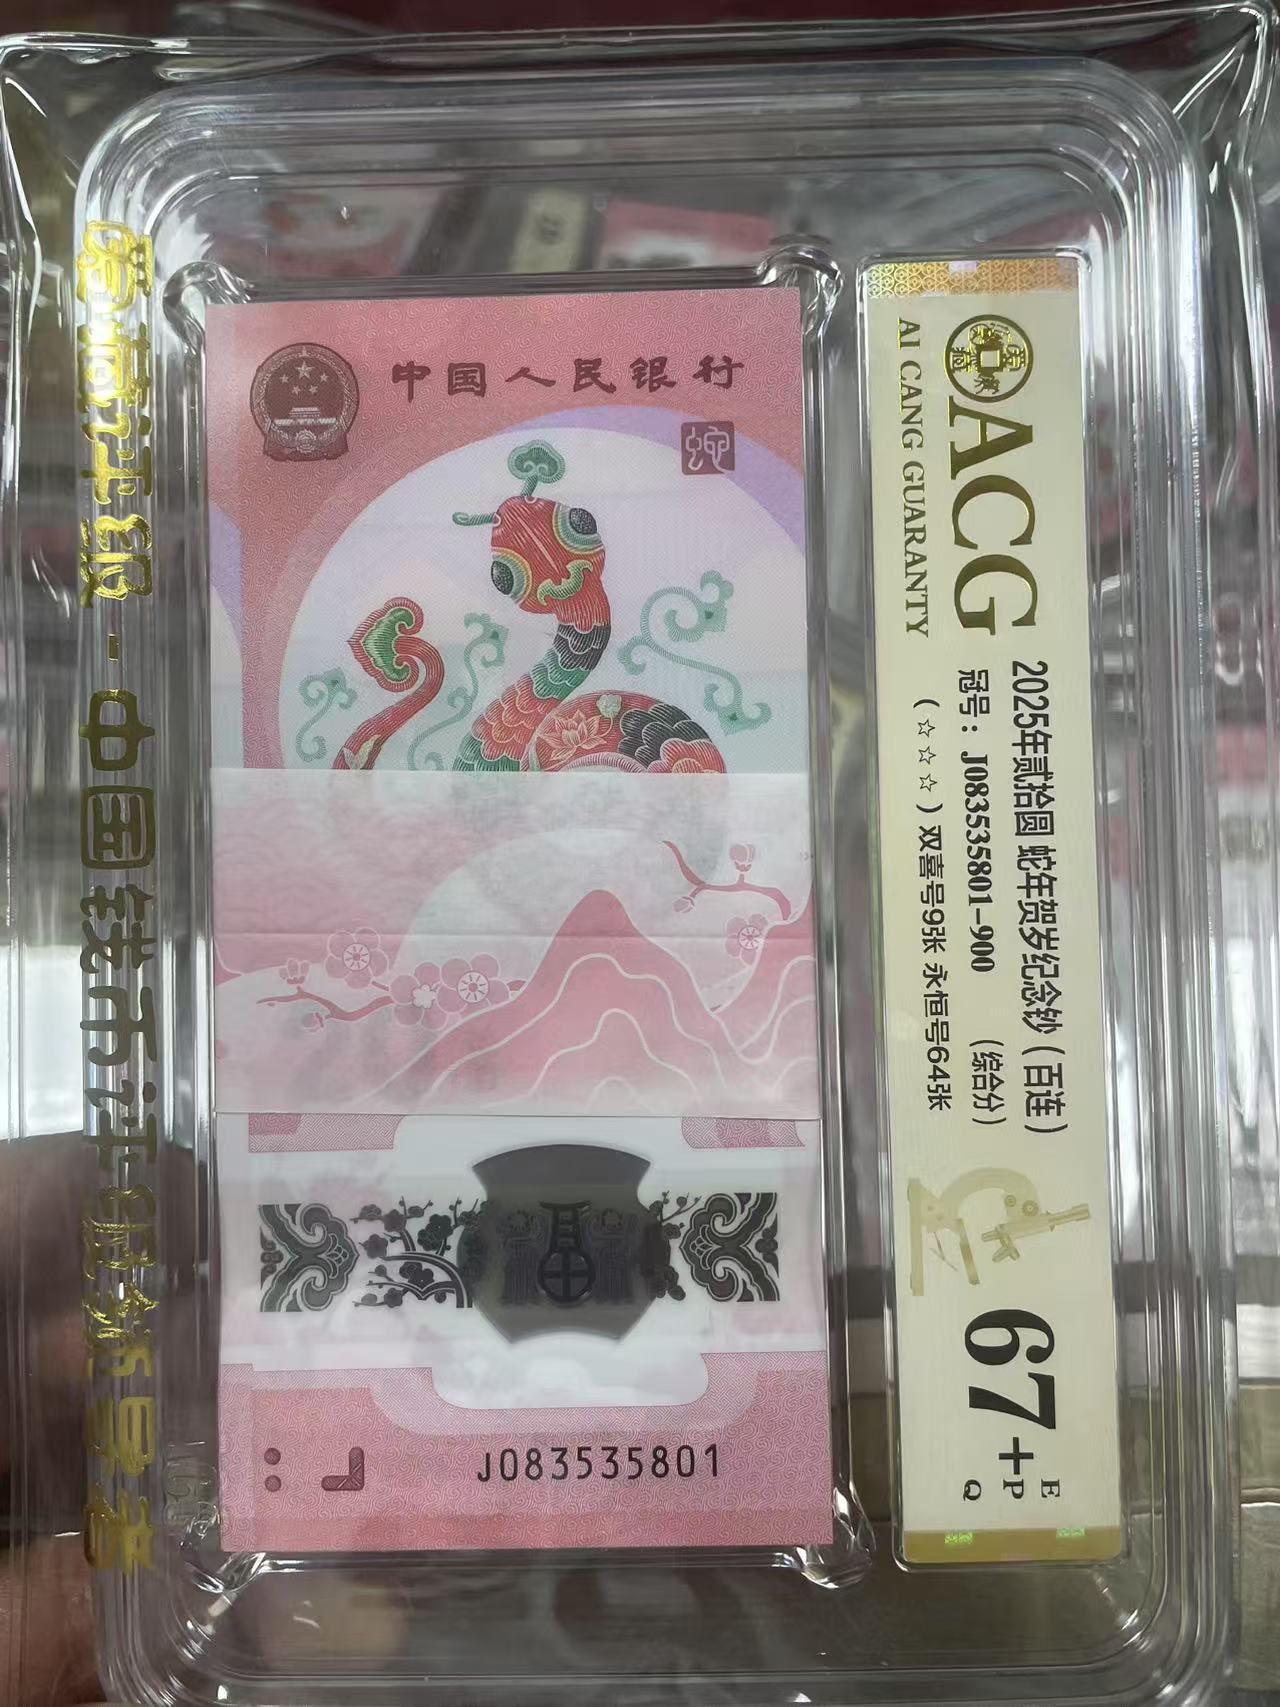 爱藏评级-中国钱币评级领导者
中国人民银行
蛇
福
J083535801
ACG
AI CANG GUARANTY
2025年贰拾圆 蛇年贺岁纪念钞（百连）
冠号：J083535801-900 （综合分）
（☆☆☆）双喜号9张 永恒号64张
67+
E
P
Q